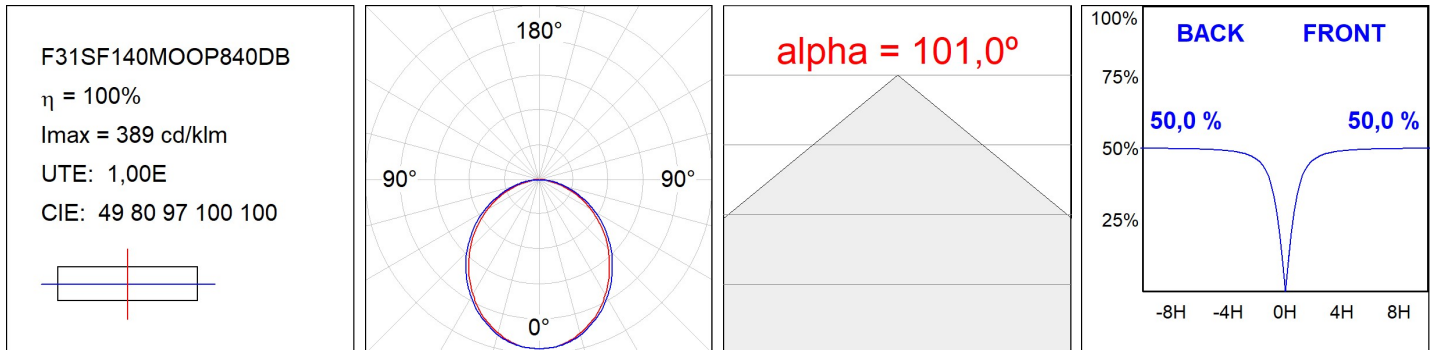 F31SF140MOOP840DB
η = 100%
Imax = 389 cd/klm
UTE: 1,00E
CIE: 49 80 97 100 100
180°
90°
90°
0°
alpha = 101,0º
100%
BACK FRONT
75%
50,0 % 50,0 %
50%
25%
-8H -4H 0H 4H 8H